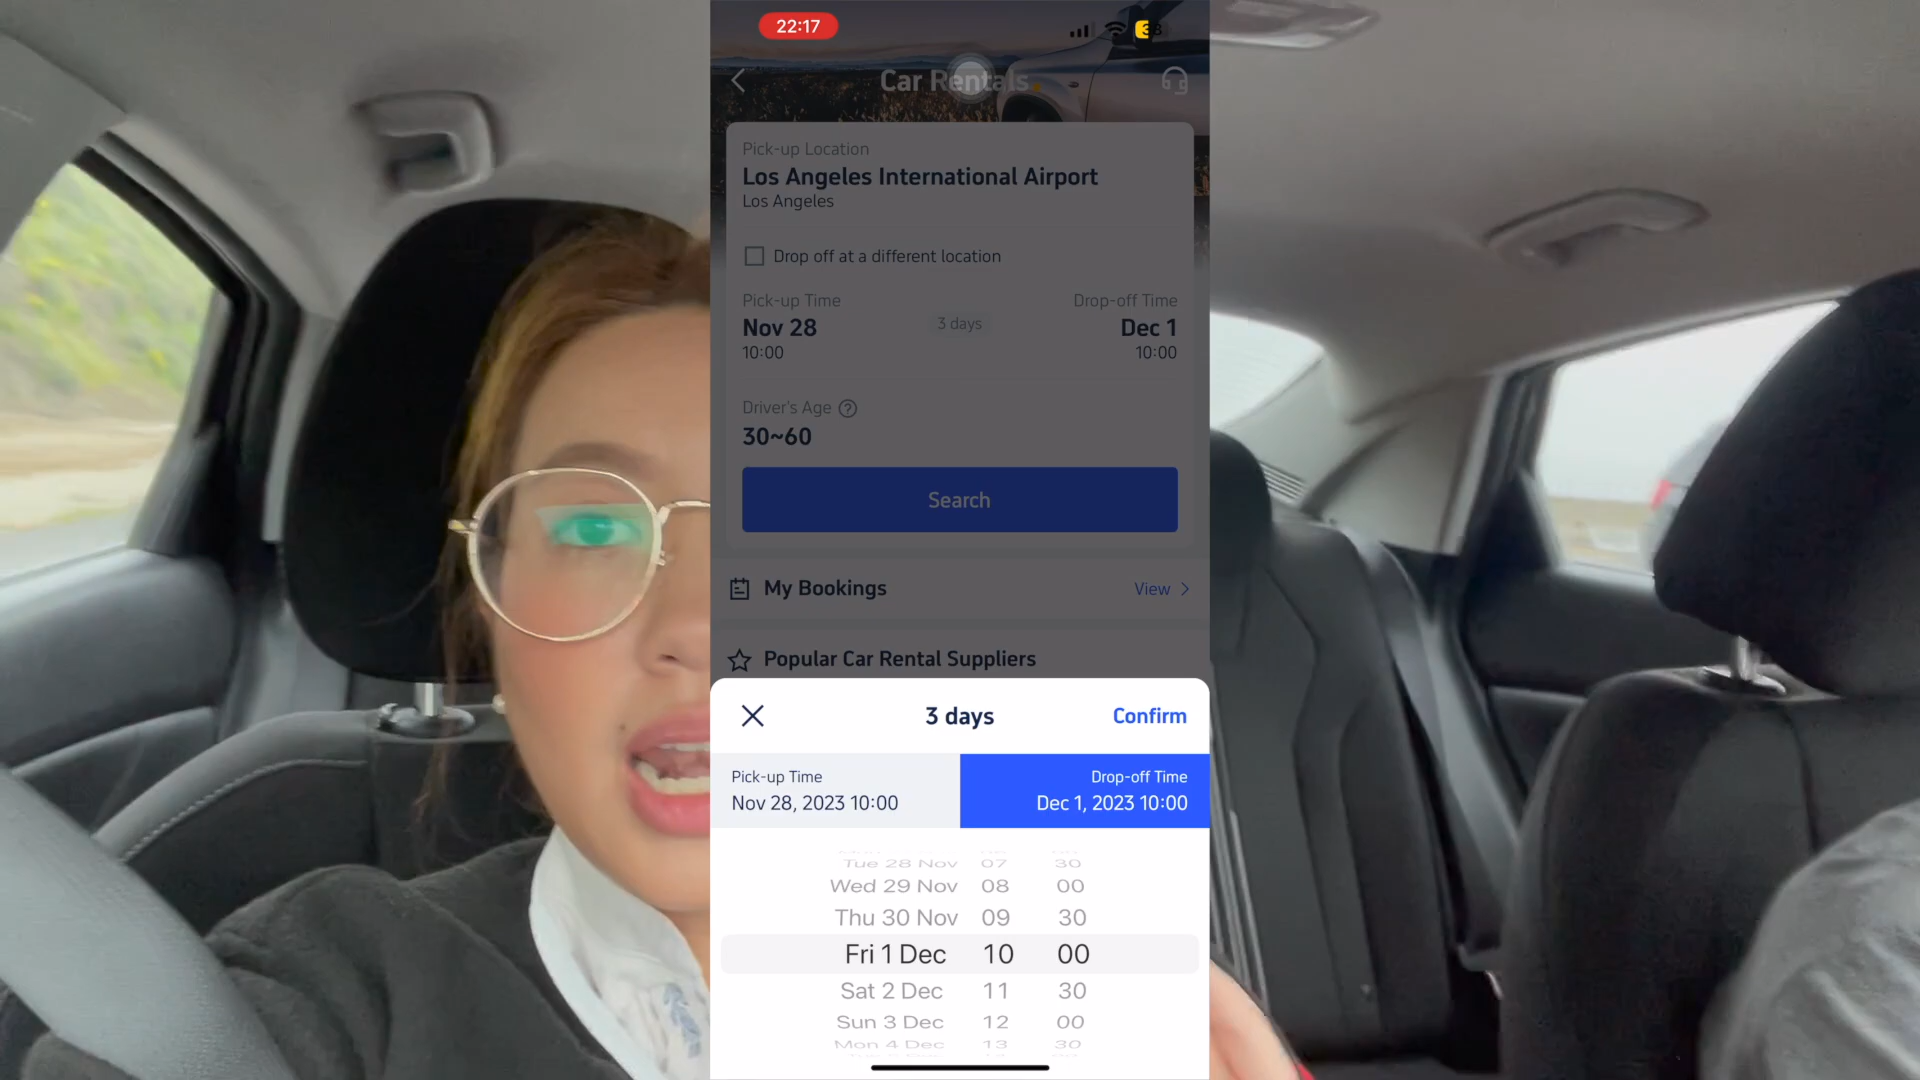 22:17
Car Rentals
Pick-up Location
Los Angeles International Airport
Los Angeles
Drop off at a different location
Pick-up Time
Drop-off Time
Nov 28
3 days
Dec 1
10:00
10:00
Driver's Age ?
30~60
Search
My Bookings
View
Popular Car Rental Suppliers
3 days
Confirm
Pick-up Time
Drop-off Time
Nov 28, 2023 10:00
Dec 1, 2023 10:00
Tue 28 Nov 07 30
Wed 29 Nov 08 00
Thu 30 Nov 09 30
Fri 1 Dec 10 00
Sat 2 Dec 11 30
Sun 3 Dec 12 00
Mon 4 Dec 13 30